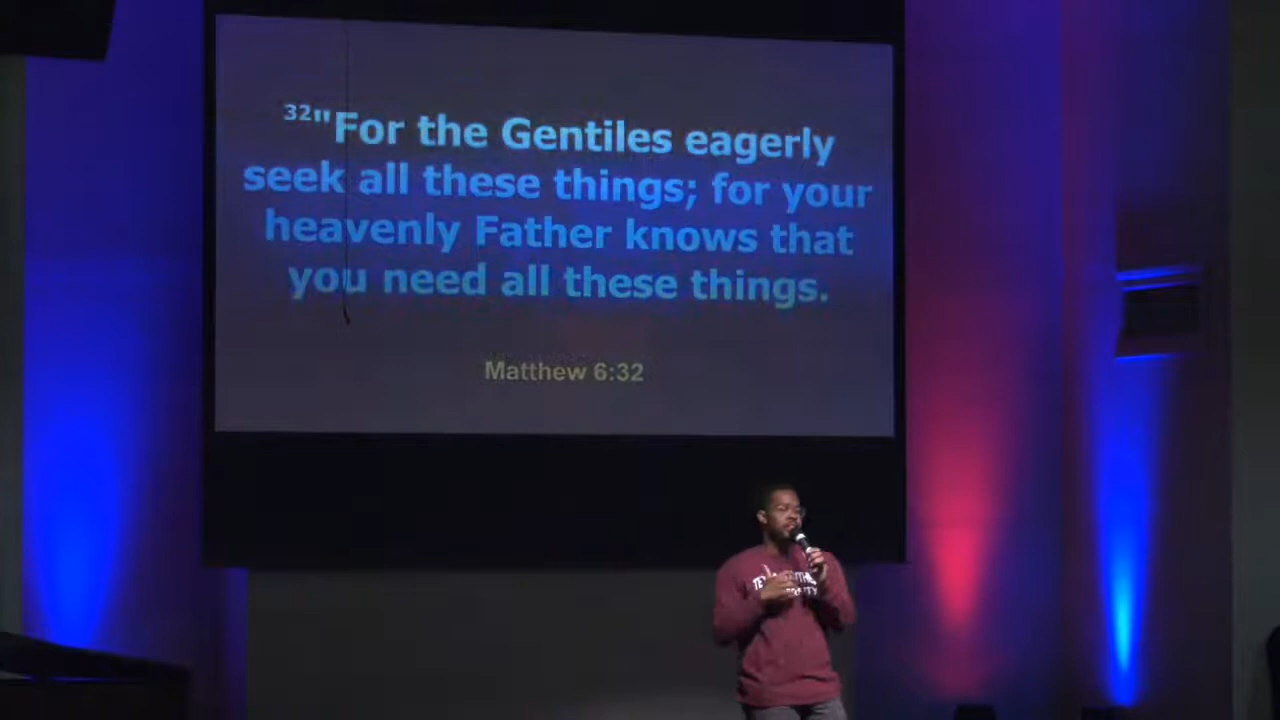 32"For the Gentiles eagerly
seek all these things; for your
heavenly Father knows that
you need all these things.
Matthew 6:32